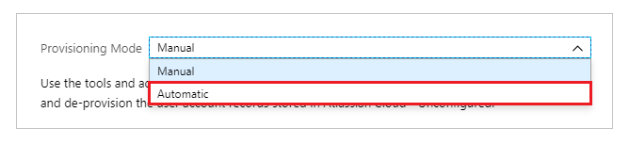 Provisioning Mode Manual
Manual
Use the tools and
Automatic
and de-provision the